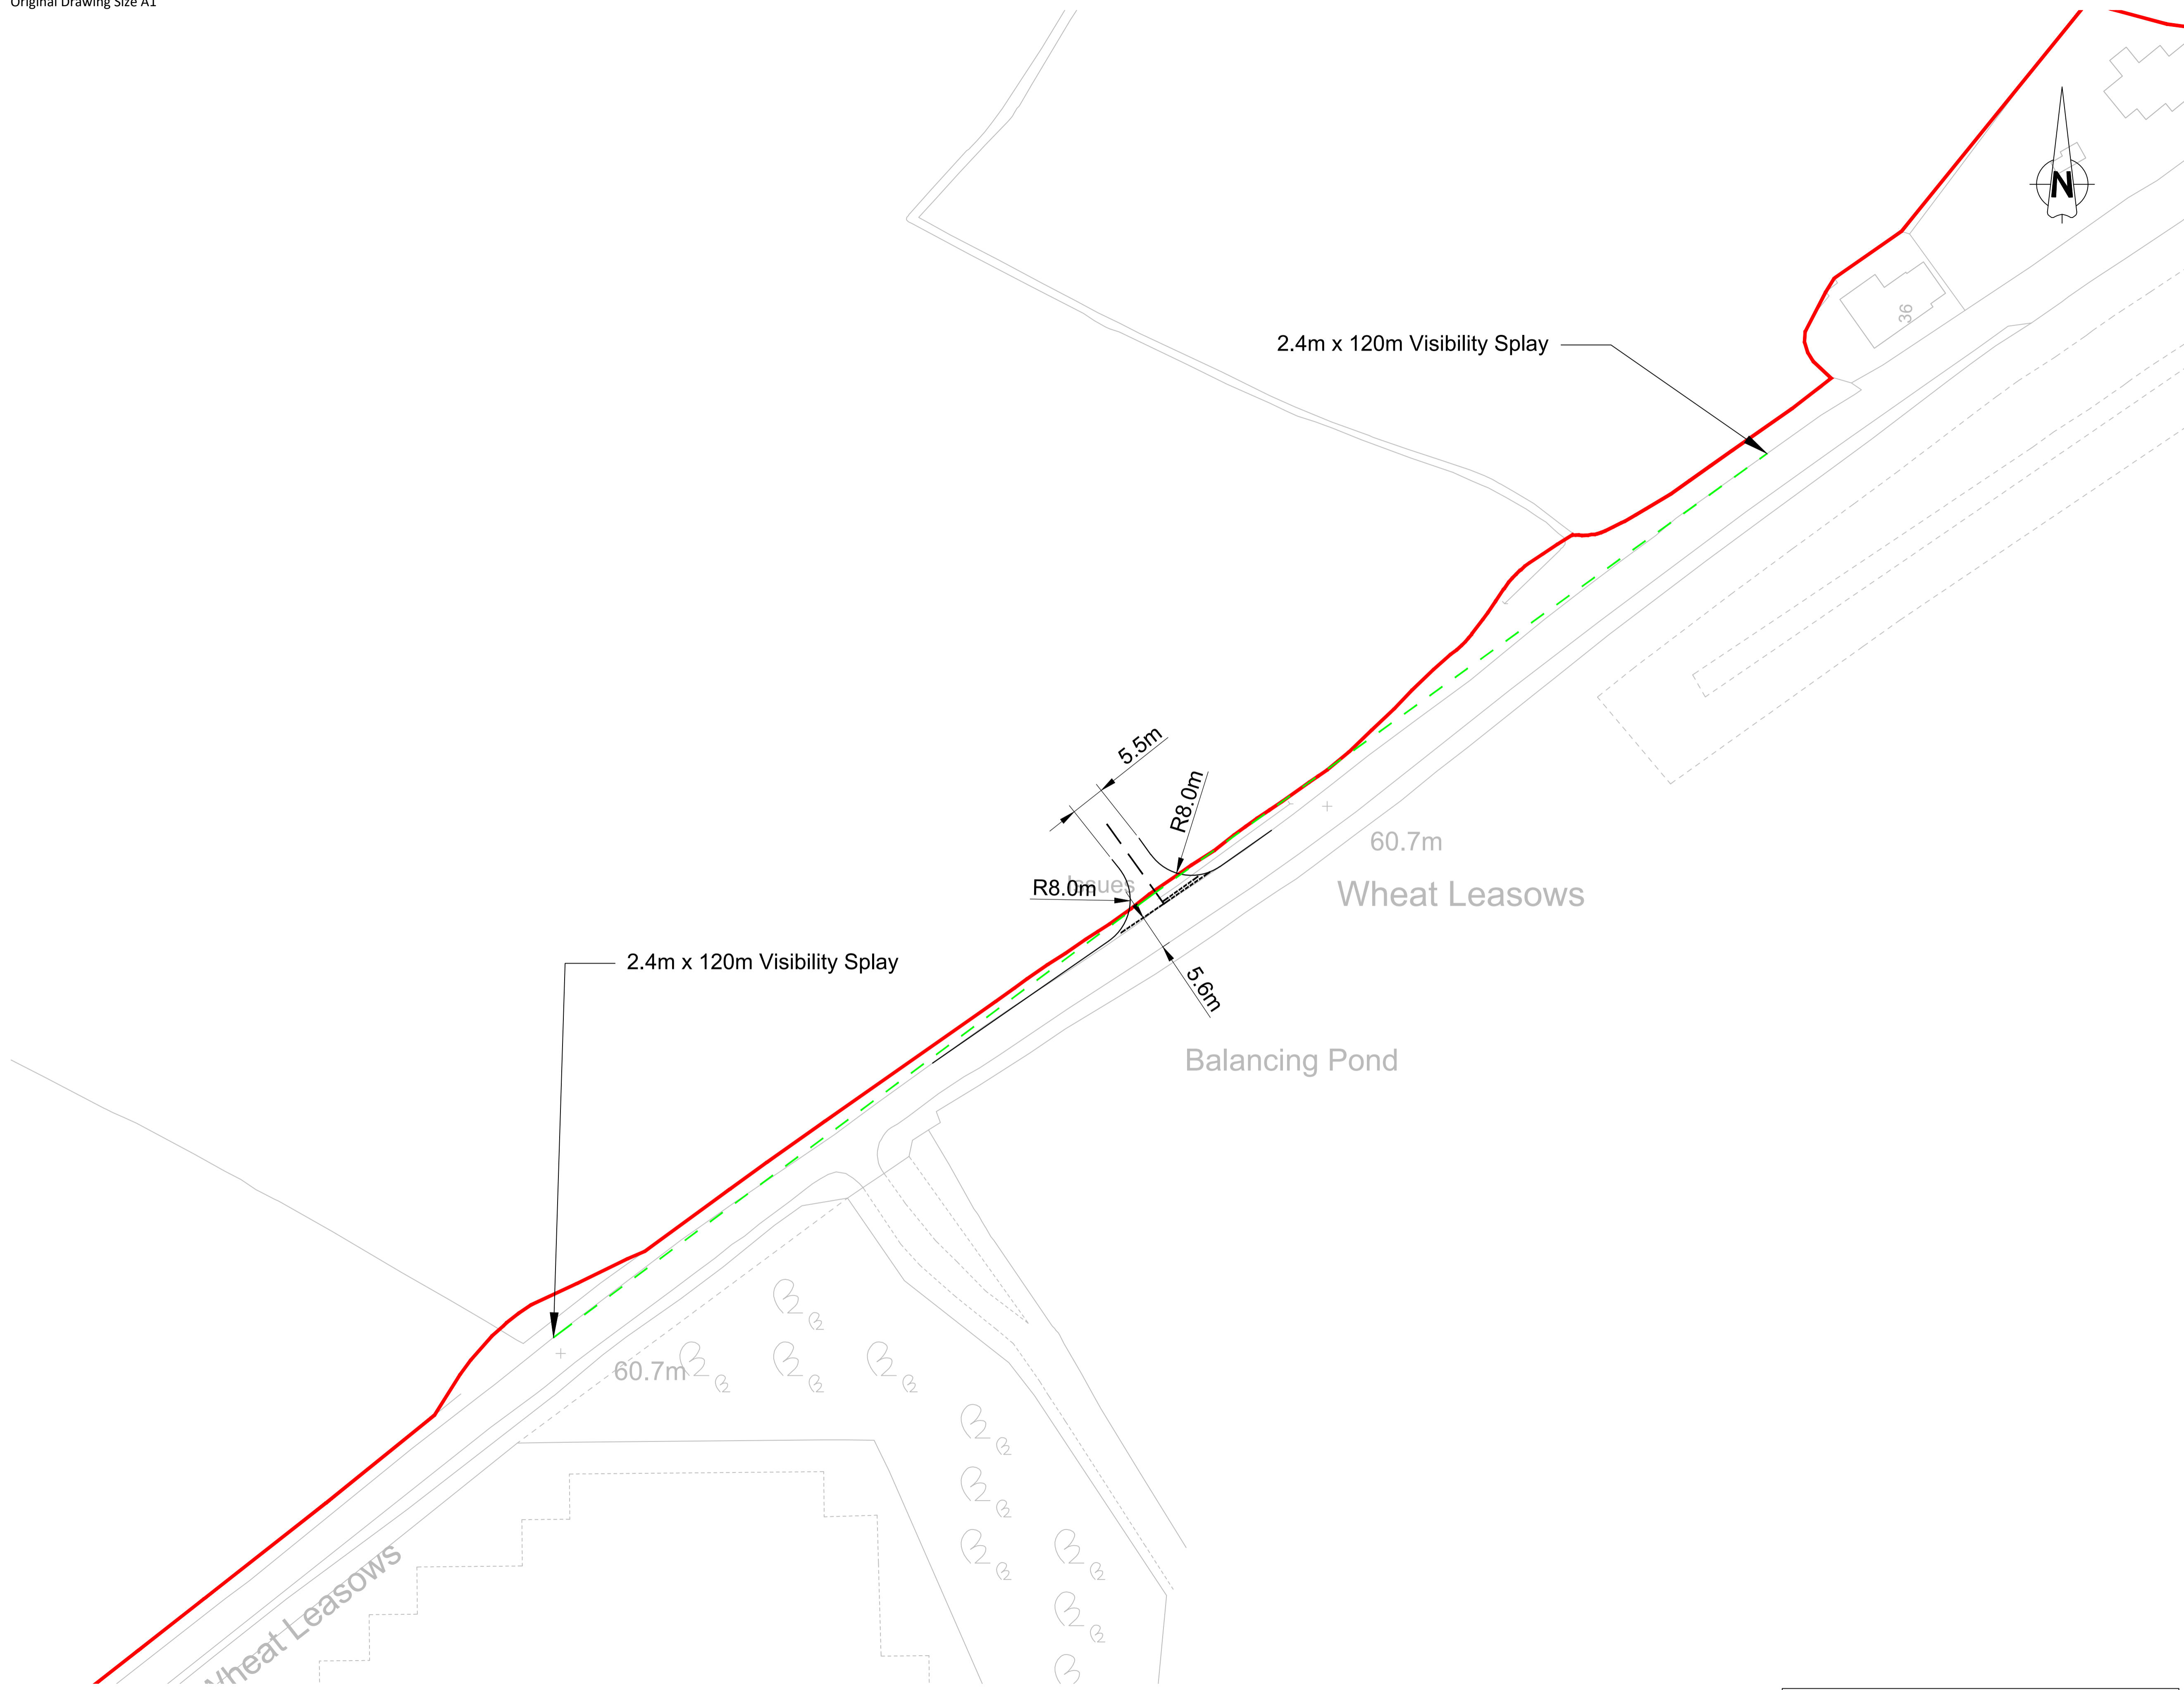 Original Drawing Size A1
N
36
2.4m x 120m Visibility Splay
5.5m
R8.0m
60.7m
R8.0m
Issues
Wheat Leasows
2.4m x 120m Visibility Splay
5.6m
Balancing Pond
60.7m
Wheat Leasows